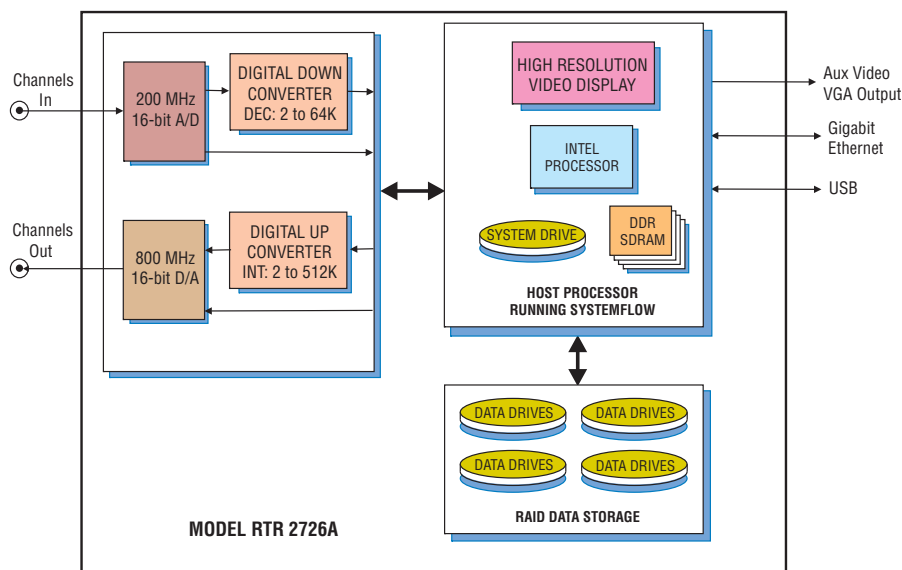 Channels
In
200 MHz
16-bit A/D
DIGITAL DOWN
CONVERTER
DEC: 2 to 64K
Channels
Out
800 MHz
16-bit D/A
DIGITAL UP
CONVERTER
INT: 2 to 512K
HIGH RESOLUTION
VIDEO DISPLAY
INTEL
PROCESSOR
SYSTEM DRIVE
DDR
SDRAM
HOST PROCESSOR
RUNNING SYSTEMFLOW
Aux Video
VGA Output
Gigabit
Ethernet
USB
DATA DRIVES
DATA DRIVES
DATA DRIVES
DATA DRIVES
RAID DATA STORAGE
MODEL RTR 2726A